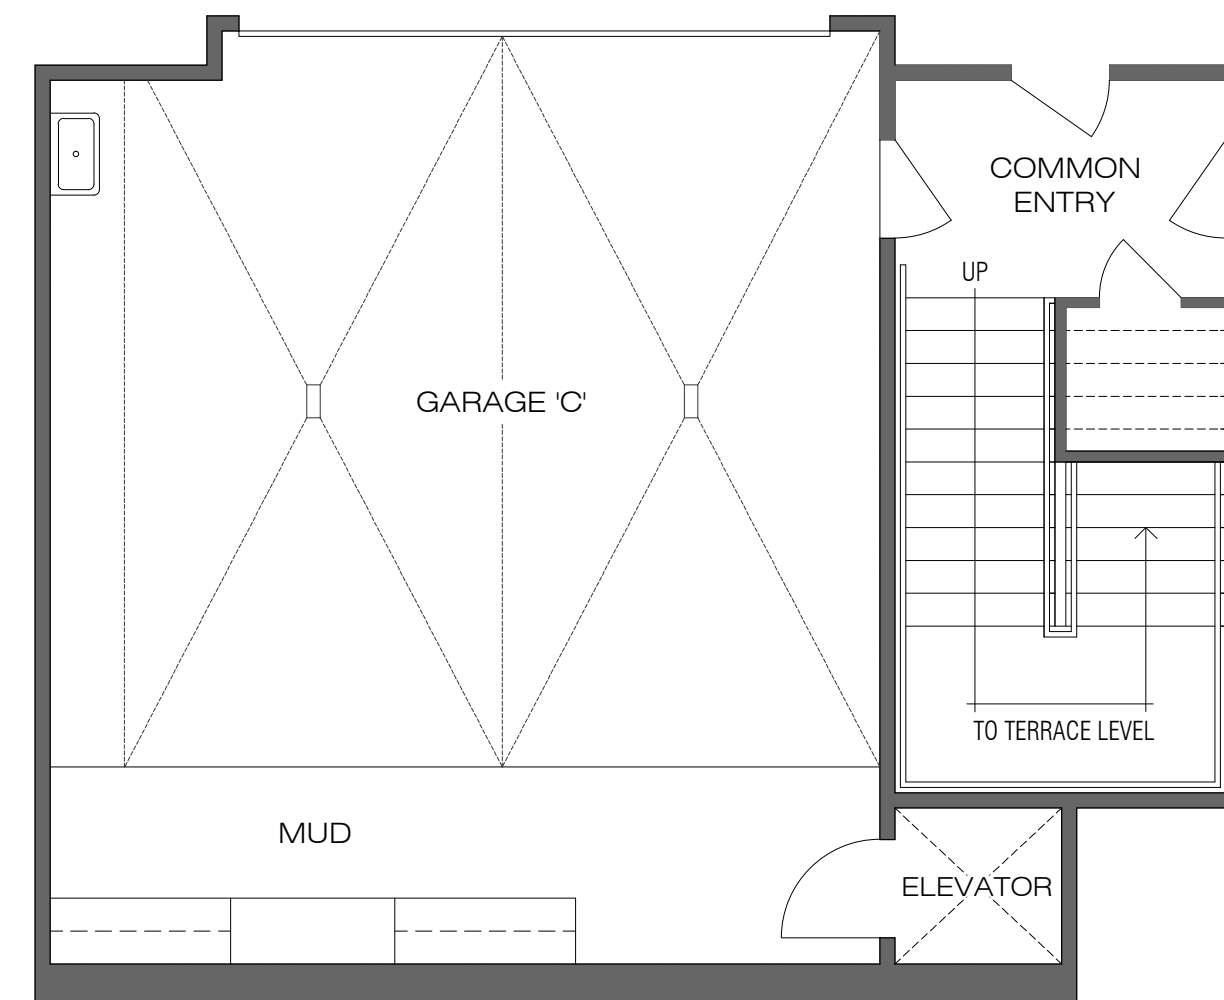 COMMON
ENTRY
UP
GARAGE 'C'
TO TERRACE LEVEL
MUD
ELEVATOR